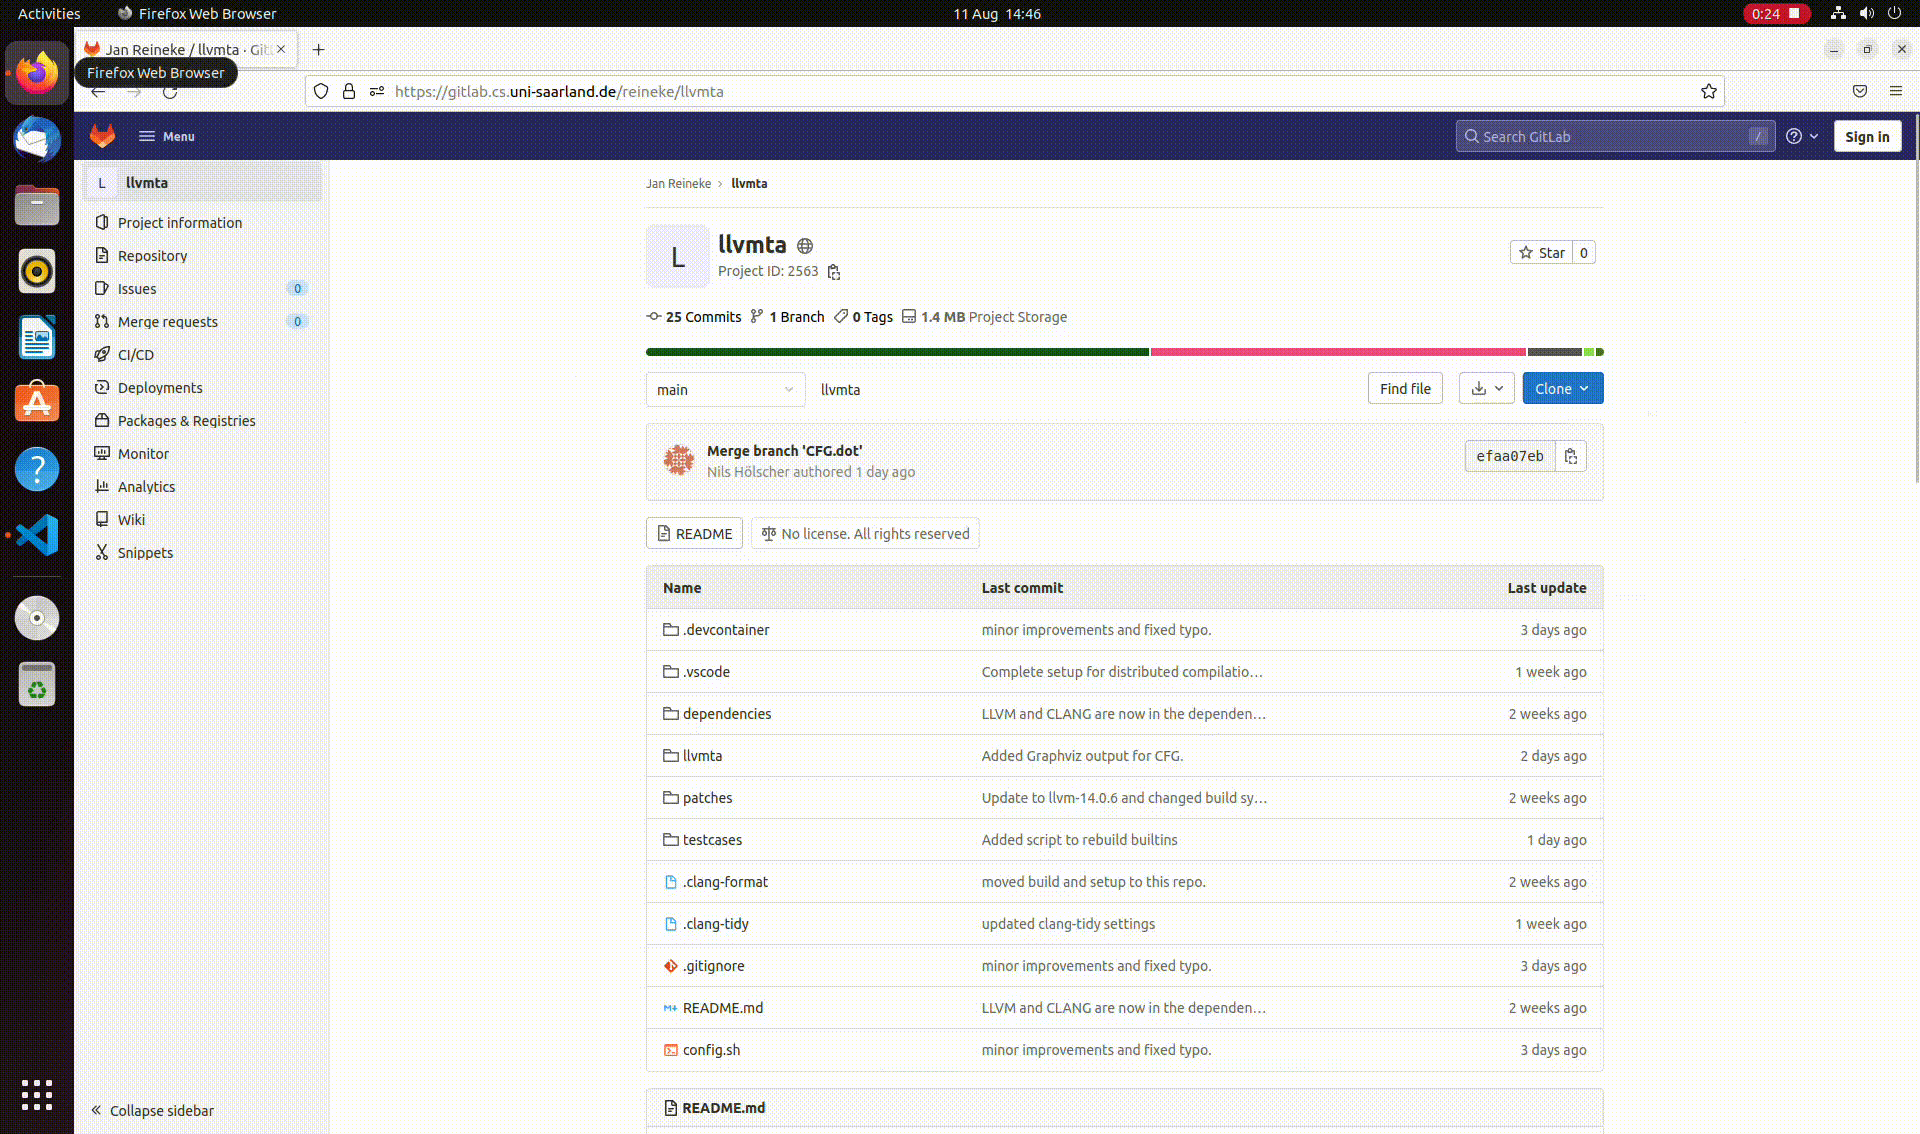 Activities
Firefox Web Browser
11 Aug 14:46
0:24
Jan Reineke / llvmta · Gitl
Firefox Web Browser
https://gitlab.cs.uni-saarland.de/reineke/llvmta
Menu
Search GitLab
/
Sign in
L
llvmta
Project information
Repository
Issues
0
Merge requests
0
CI/CD
Deployments
Packages & Registries
Monitor
Analytics
Wiki
Snippets
Collapse sidebar
Jan Reineke › llvmta
L
llvmta
Project ID: 2563
Star
0
25 Commits
1 Branch
0 Tags
1.4 MB Project Storage
main
llvmta
Find file
Clone
Merge branch 'CFG.dot'
Nils Hölscher authored 1 day ago
efaa07eb
README
No license. All rights reserved
Name Last commit Last update
.devcontainer minor improvements and fixed typo. 3 days ago
.vscode Complete setup for distributed compilatio… 1 week ago
dependencies LLVM and CLANG are now in the dependen… 2 weeks ago
llvmta Added Graphviz output for CFG. 2 days ago
patches Update to llvm-14.0.6 and changed build sy… 2 weeks ago
testcases Added script to rebuild builtins 1 day ago
.clang-format moved build and setup to this repo. 2 weeks ago
.clang-tidy updated clang-tidy settings 1 week ago
.gitignore minor improvements and fixed typo. 3 days ago
README.md LLVM and CLANG are now in the dependen… 2 weeks ago
config.sh minor improvements and fixed typo. 3 days ago
README.md